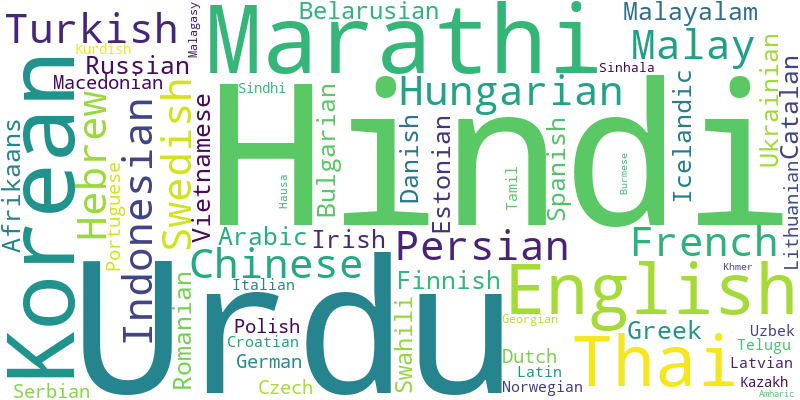 Turkish
Kurdish
Malagasy
Belarusian
Marathi
Malayalam
Russian
Macedonian
Malay
Sinhala
Korean
Hebrew
Afrikaans
Portuguese
Indonesian
Swedish
Vietnamese
Sindhi
Hindi
Hausa
Bulgarian
Hungarian
Danish
Estonian
Tamil
Spanish
Burmese
Icelandic
Ukrainian
Catalan
Lithuanian
Arabic
Irish
Persian
French
Chinese
Urdu
Finnish
Khmer
English
Italian
Romanian
Polish
Croatian
German
Czech
Swahili
Georgian
Greek
Uzbek
Telugu
Thai
Dutch
Latin
Latvian
Norwegian
Kazakh
Serbian
Amharic